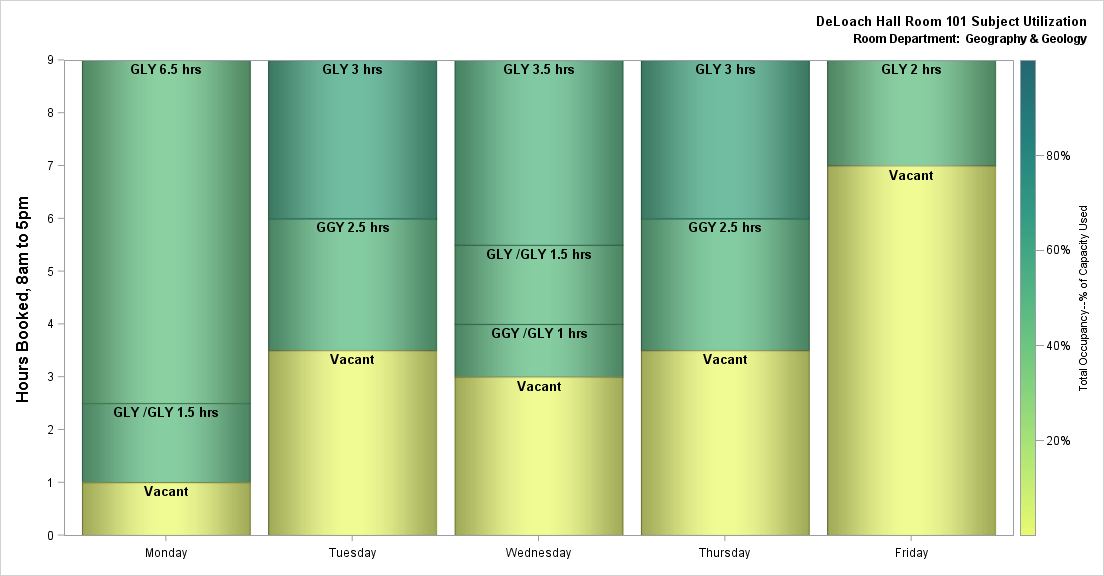 DeLoach Hall Room 101 Subject Utilization
Room Department: Geography & Geology
Hours Booked, 8am to 5pm
9
8
7
6
5
4
3
2
1
0
GLY 6.5 hrs
GLY /GLY 1.5 hrs
Vacant
GLY 3 hrs
GGY 2.5 hrs
Vacant
GLY 3.5 hrs
GLY /GLY 1.5 hrs
GGY /GLY 1 hrs
Vacant
GLY 3 hrs
GGY 2.5 hrs
Vacant
GLY 2 hrs
Vacant
Monday
Tuesday
Wednesday
Thursday
Friday
80%
60%
40%
20%
Total Occupancy--% of Capacity Used